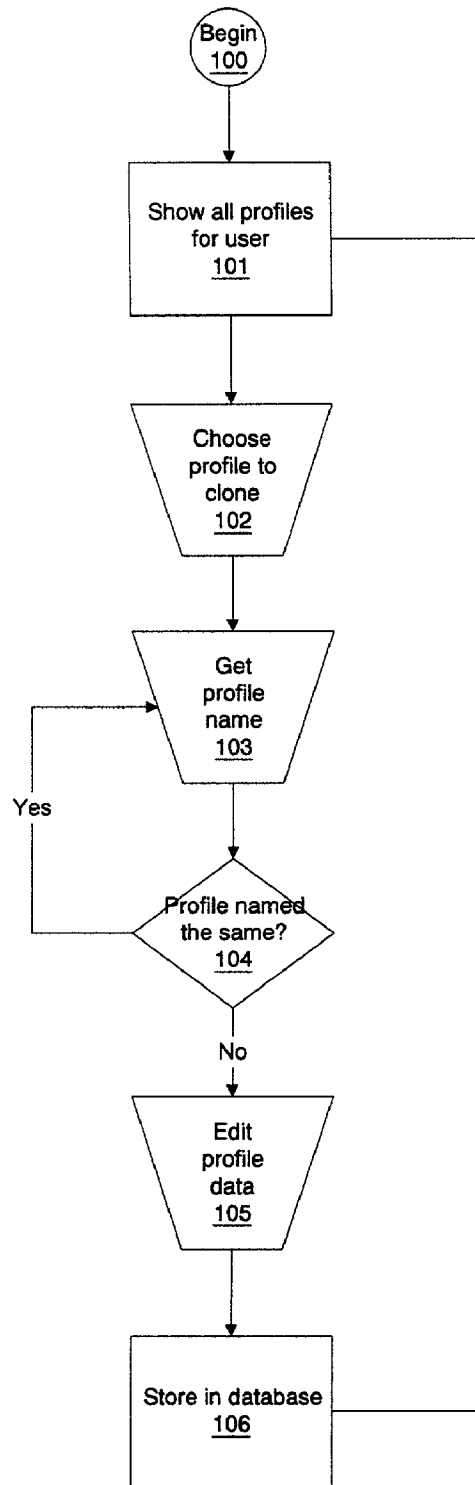 Begin
100
Show all profiles
for user
101
Choose
profile to
clone
102
Get
profile
name
103
Yes
Profile named
the same?
104
No
Edit
profile
data
105
Store in database
106